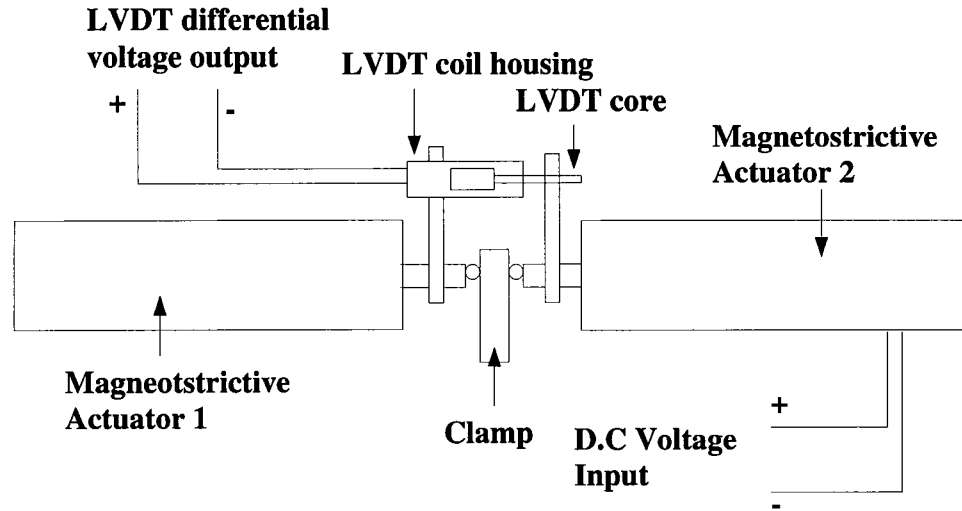 LVDT differential
voltage output
LVDT coil housing
LVDT core
+
-
Magnetostrictive
Actuator 2
Magneotstrictive
Actuator 1
Clamp
D.C Voltage
Input
+
-